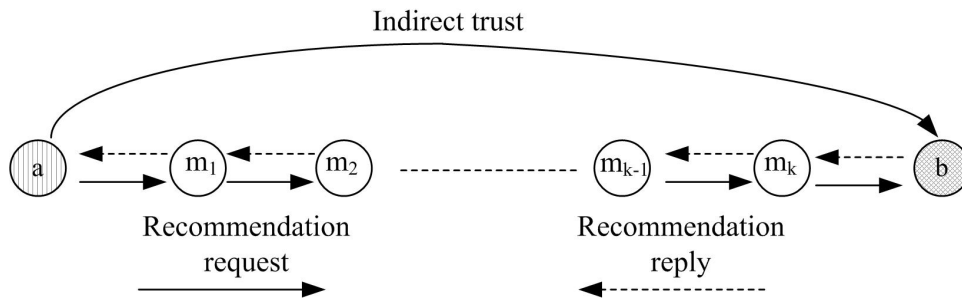 Indirect trust
a m1 m2 mk-1 mk b
Recommendation request
Recommendation reply